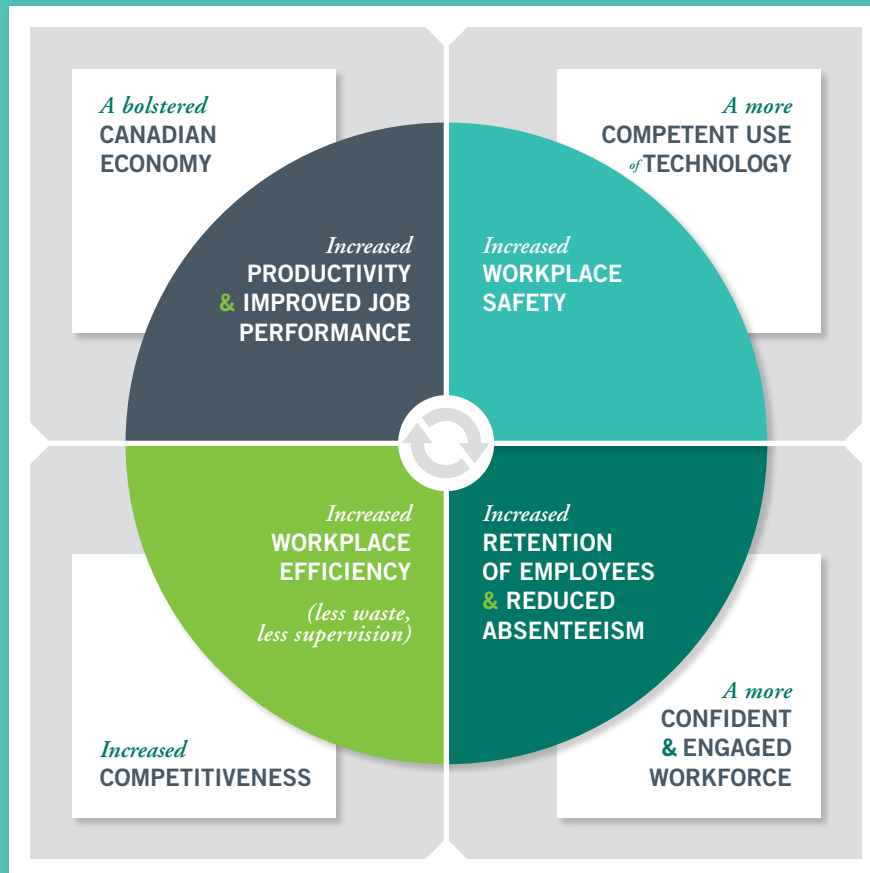 A bolstered
CANADIAN
ECONOMY
A more
COMPETENT USE
of TECHNOLOGY
Increased
PRODUCTIVITY
& IMPROVED JOB
PERFORMANCE
Increased
WORKPLACE
SAFETY
Increased
WORKPLACE
EFFICIENCY
(less waste,
less supervision)
Increased
RETENTION
OF EMPLOYEES
& REDUCED
ABSENTEEISM
Increased
COMPETITIVENESS
A more
CONFIDENT
& ENGAGED
WORKFORCE